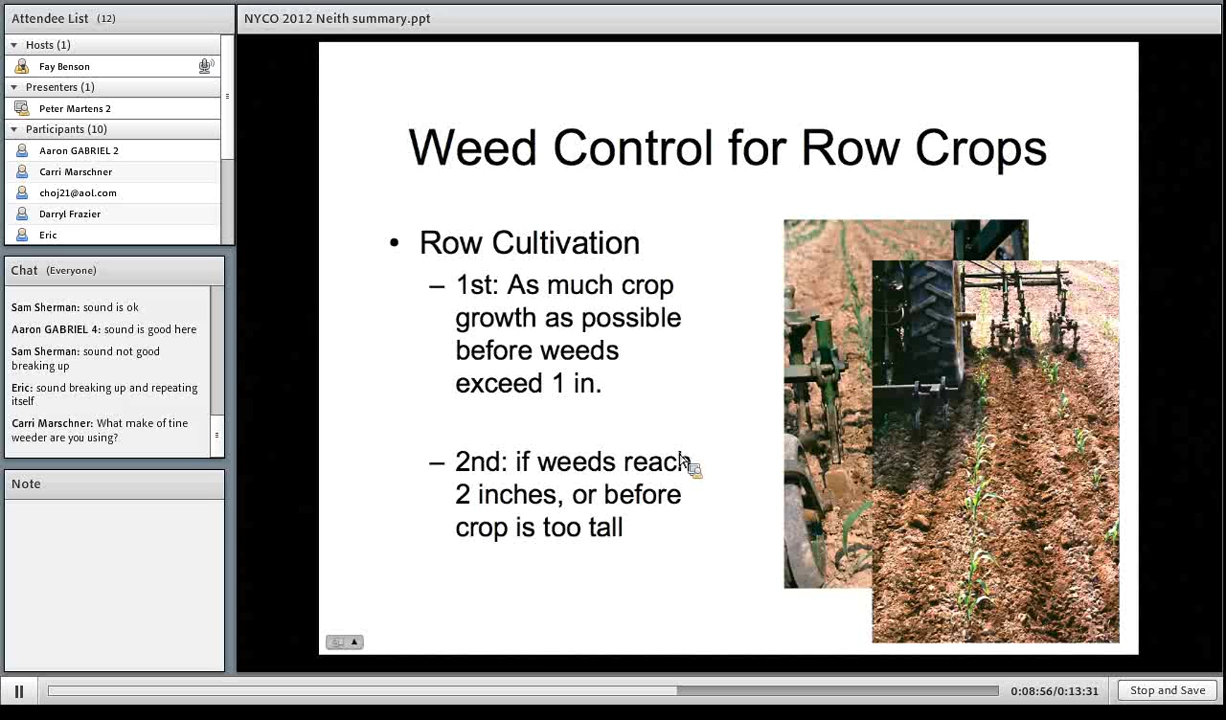 Attendee List (12)
Hosts (1)
Fay Benson
Presenters (1)
Peter Martens 2
Participants (10)
Aaron GABRIEL 2
Carri Marschner
choj21@aol.com
Darryl Frazier
Eric
Chat (Everyone)
Sam Sherman: sound is ok
Aaron GABRIEL 4: sound is good here
Sam Sherman: sound not good
breaking up
Eric: sound breaking up and repeating
itself
Carri Marschner: What make of tine
weeder are you using?
Note
NYCO 2012 Neith summary.ppt
Weed Control for Row Crops
• Row Cultivation
– 1st: As much crop
growth as possible
before weeds
exceed 1 in.
– 2nd: if weeds reach
2 inches, or before
crop is too tall
0:08:56/0:13:31
Stop and Save